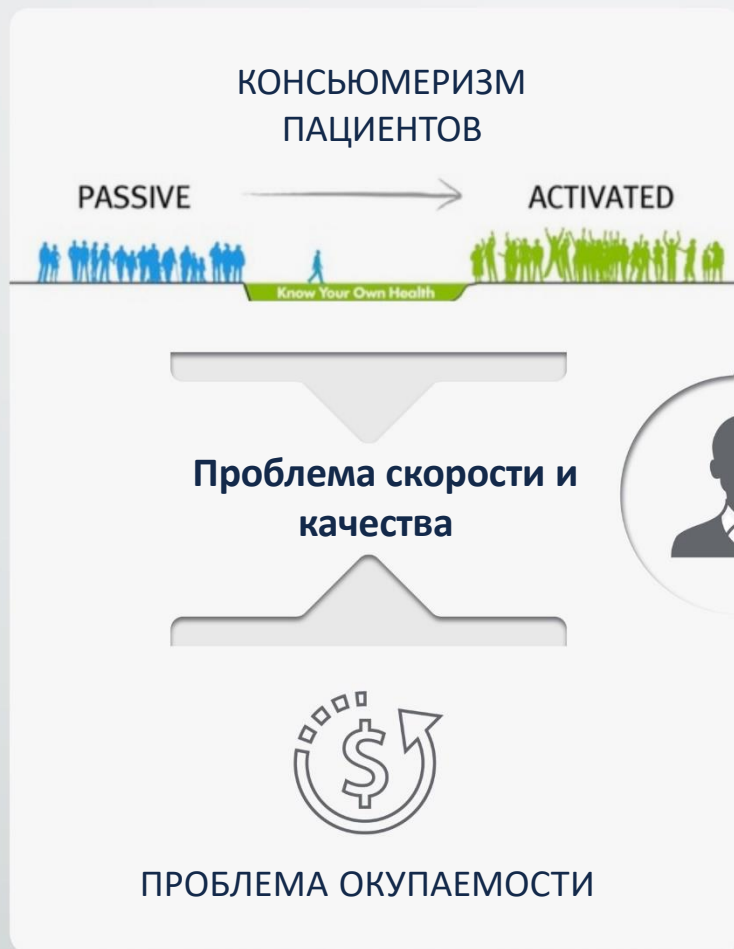 КОНСЬЮМЕРИЗМ
ПАЦИЕНТОВ
PASSIVE
ACTIVATED
Know Your Own Health
Проблема скорости и
качества
$
ПРОБЛЕМА ОКУПАЕМОСТИ